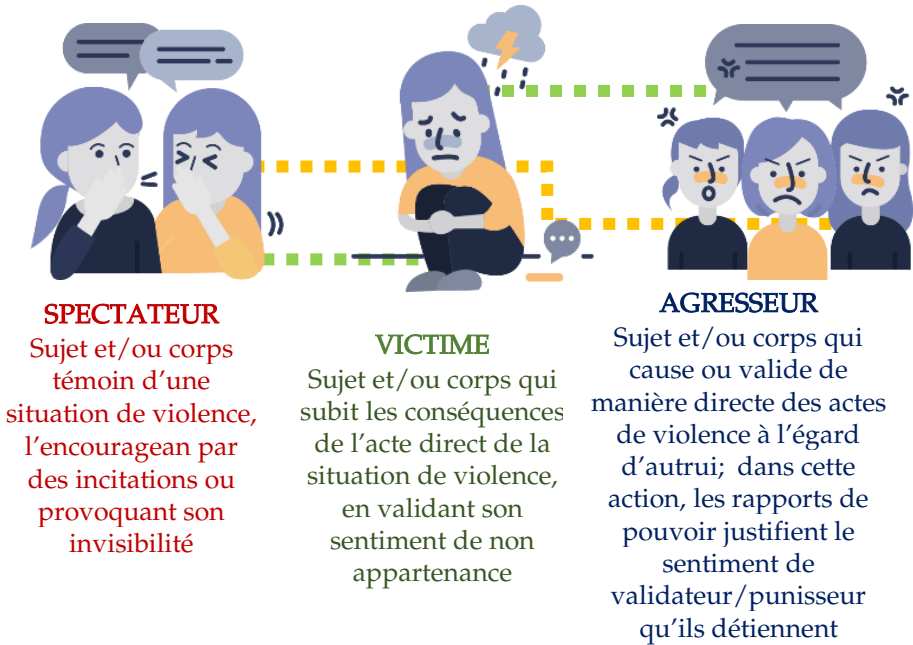 SPECTATEUR
Sujet et/ou corps
témoin d’une
situation de violence,
l’encouragean par
des incitations ou
provoquant son
invisibilité
VICTIME
Sujet et/ou corps qui
subit les conséquences
de l’acte direct de la
situation de violence,
en validant son
sentiment de non
appartenance
AGRESSEUR
Sujet et/ou corps qui
cause ou valide de
manière directe des actes
de violence à l’égard
d’autrui; dans cette
action, les rapports de
pouvoir justifient le
sentiment de
validateur/punisseur
qu’ils détiennent